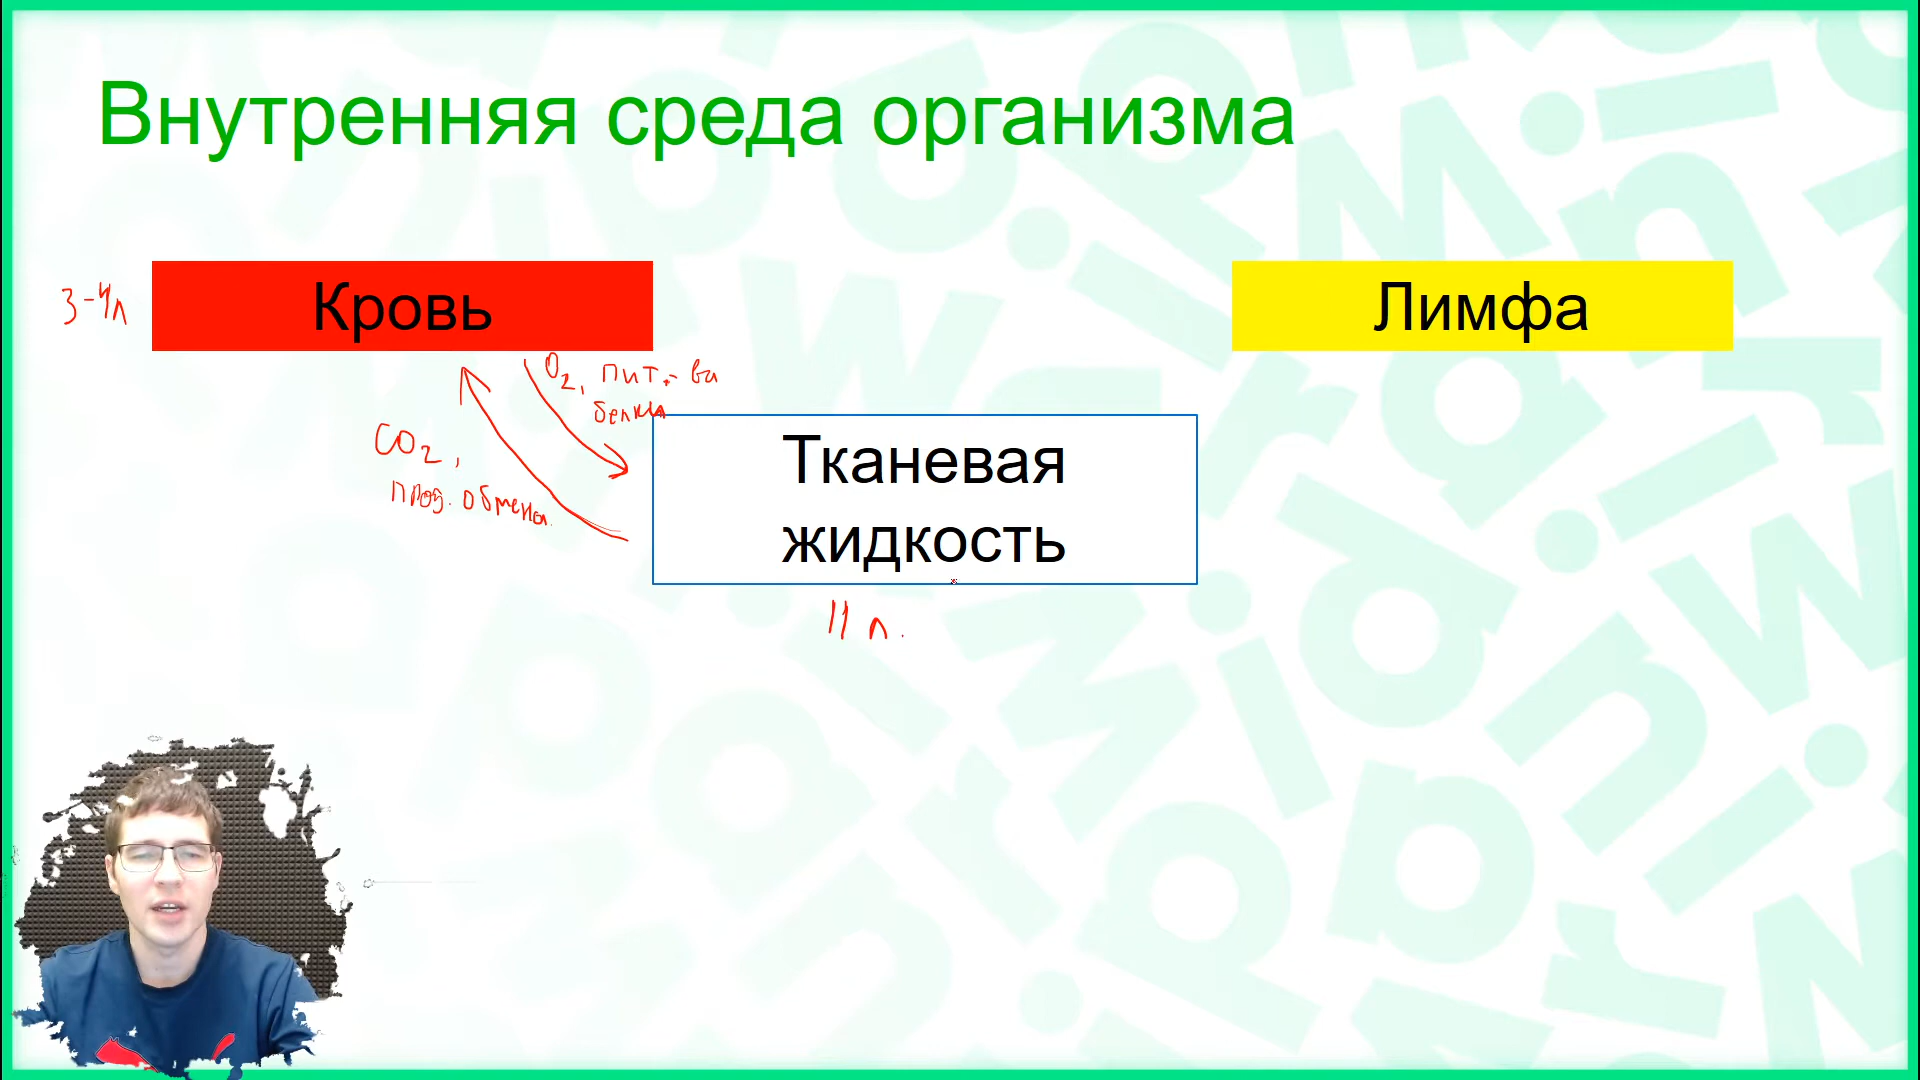 Внутренняя среда организма
3-4л
Кровь
Лимфа
O2, пит. в-ва
белки
CO2,
прод. обмена.
Тканевая
жидкость
11 л.